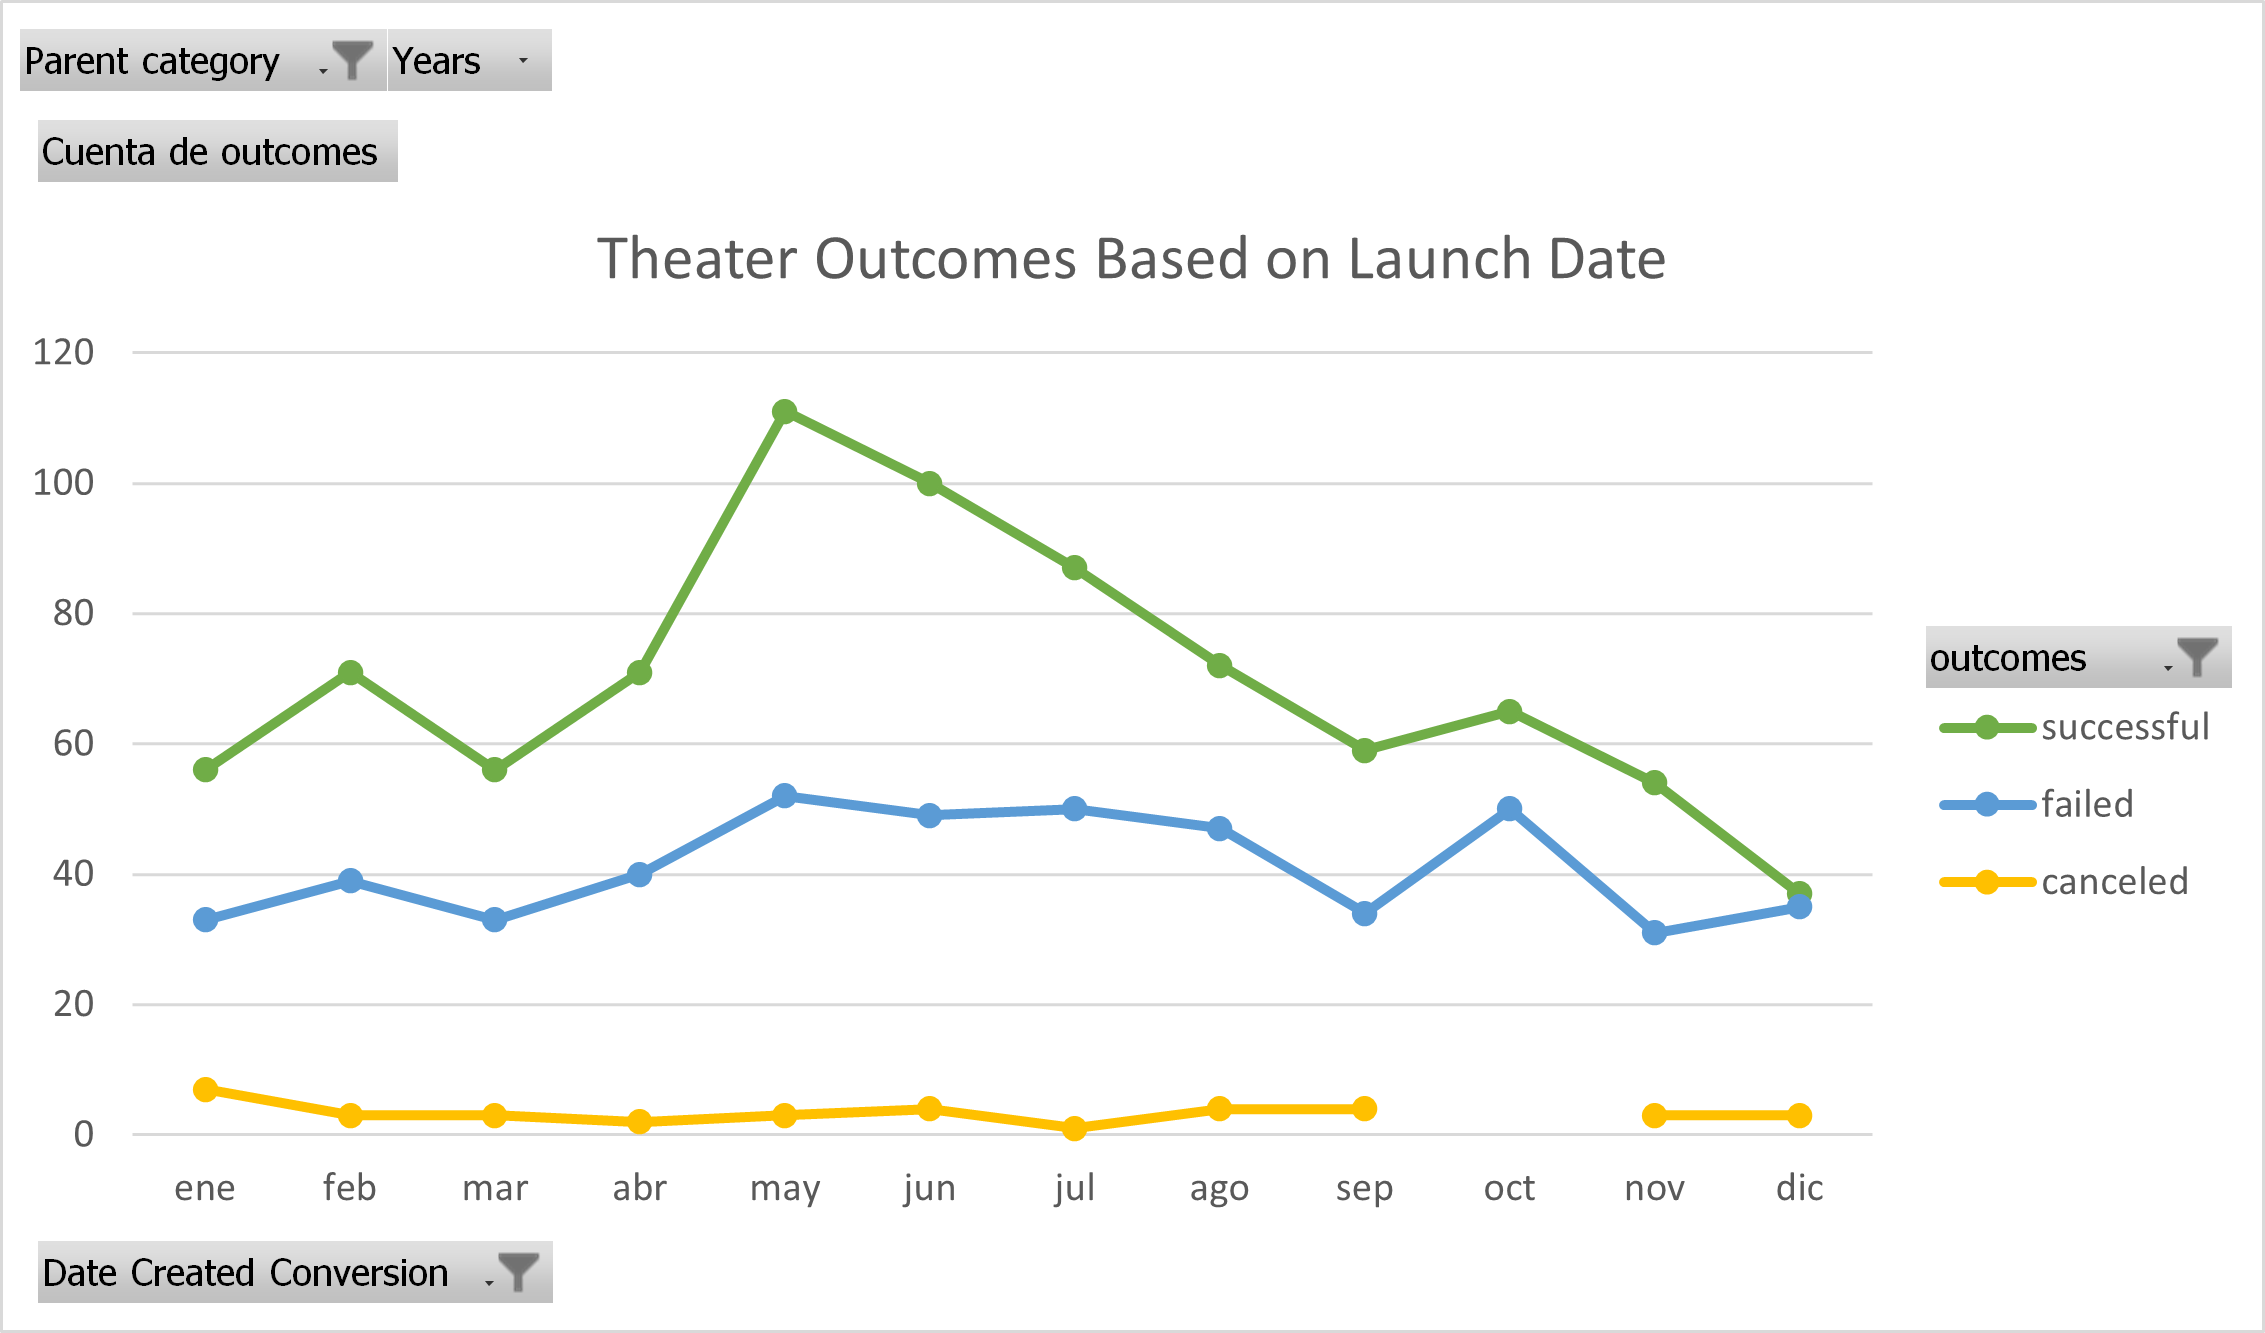 Parent category Years
Cuenta de outcomes
Theater Outcomes Based on Launch Date
120
100
80
60
40
20
0
ene feb mar abr may jun jul ago sep oct nov dic
outcomes
successful
failed
canceled
Date Created Conversion